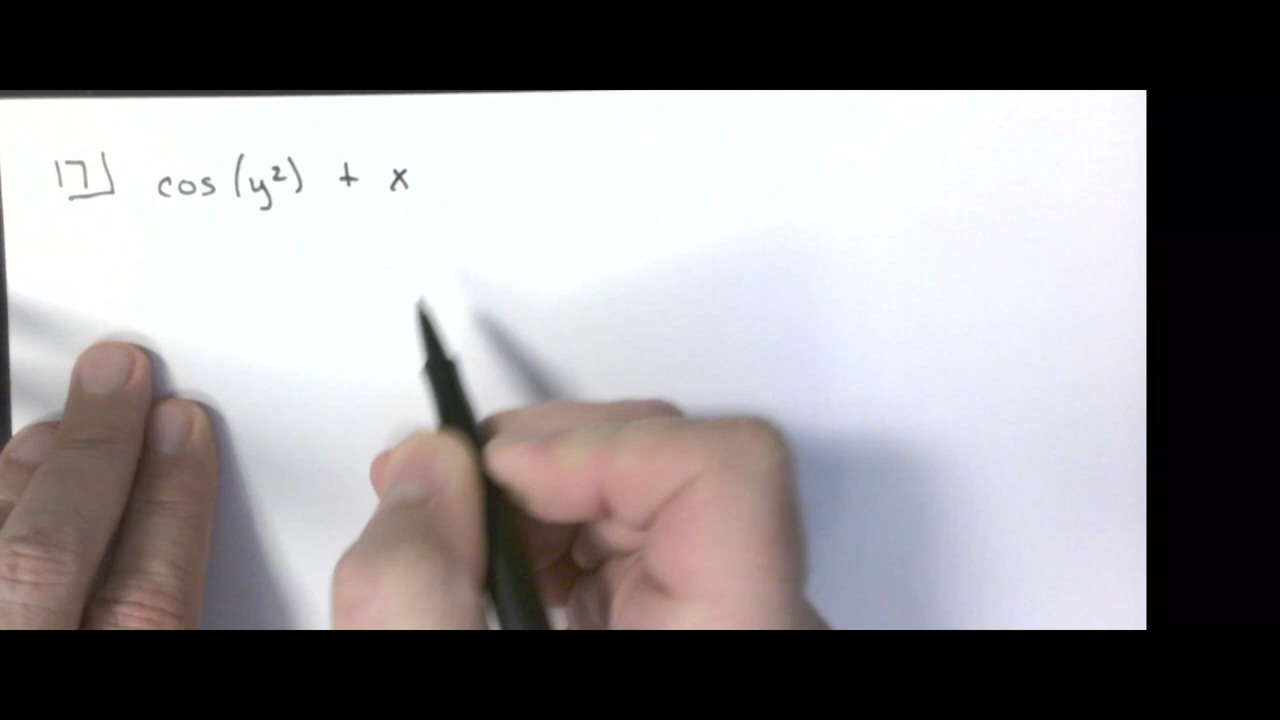 17] cos (y²) + x